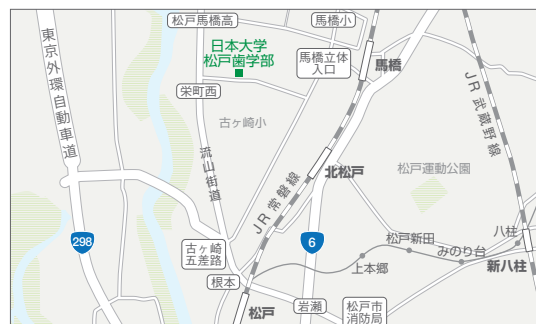 松戸馬橋高
馬橋小
日本大学
松戸歯学部
馬橋立体
入口
馬橋
東京外環自動車道
栄町西
古ヶ崎小
流山街道
JR武蔵野線
北松戸
松戸運動公園
JR常磐線
298
古ヶ崎
五差路
6
八柱
松戸新田
みのり台
上本郷
新八柱
根本
松戸
岩瀬
松戸市
消防局